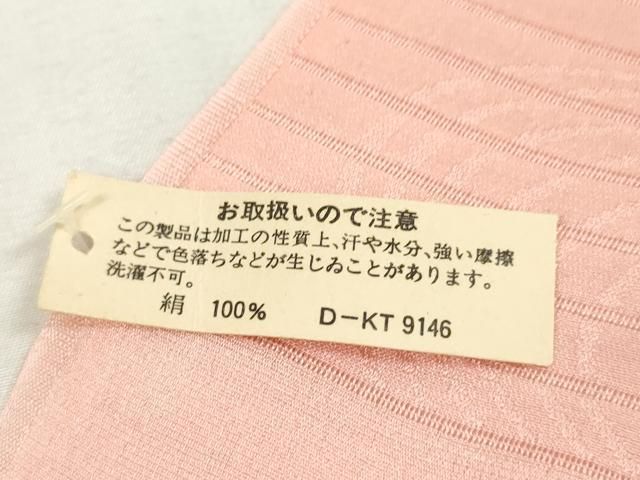 お取扱いので注意
この製品は加工の性質上、汗や水分、強い摩擦
などで色落ちなどが生じゐことがあります。
洗濯不可。
絹 100% D-KT 9146